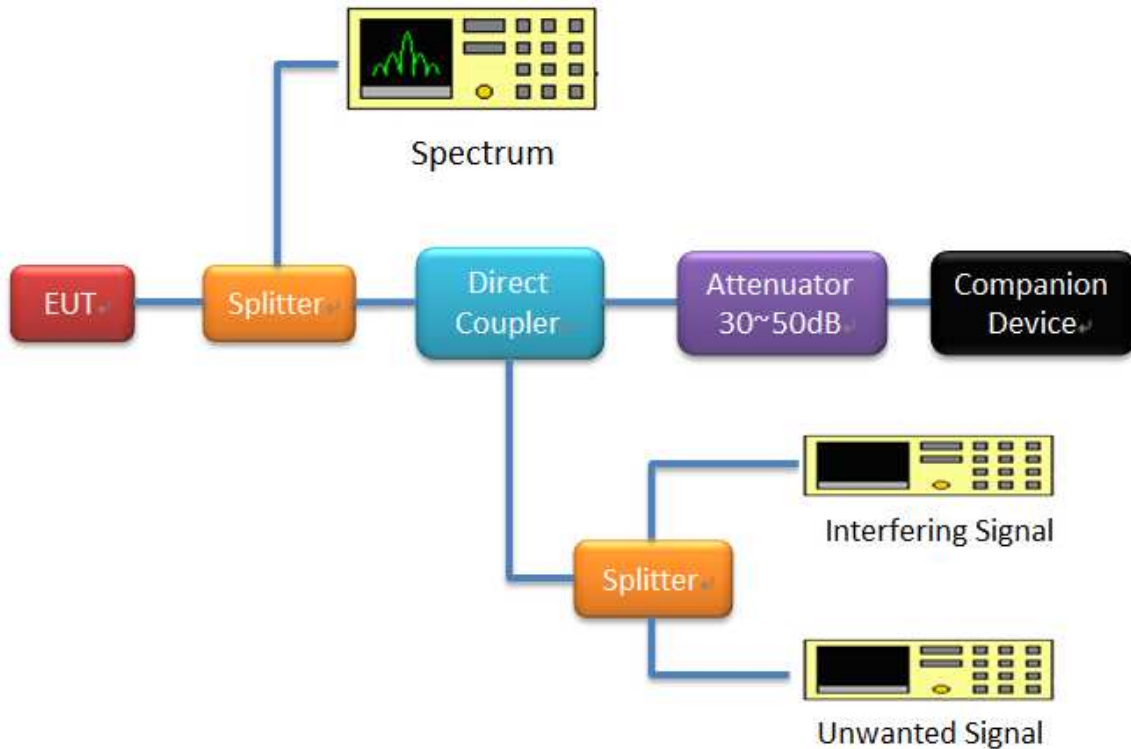 Spectrum
EUT
Splitter
Direct
Coupler
Attenuator
30~50dB
Companion
Device
Interfering Signal
Splitter
Unwanted Signal